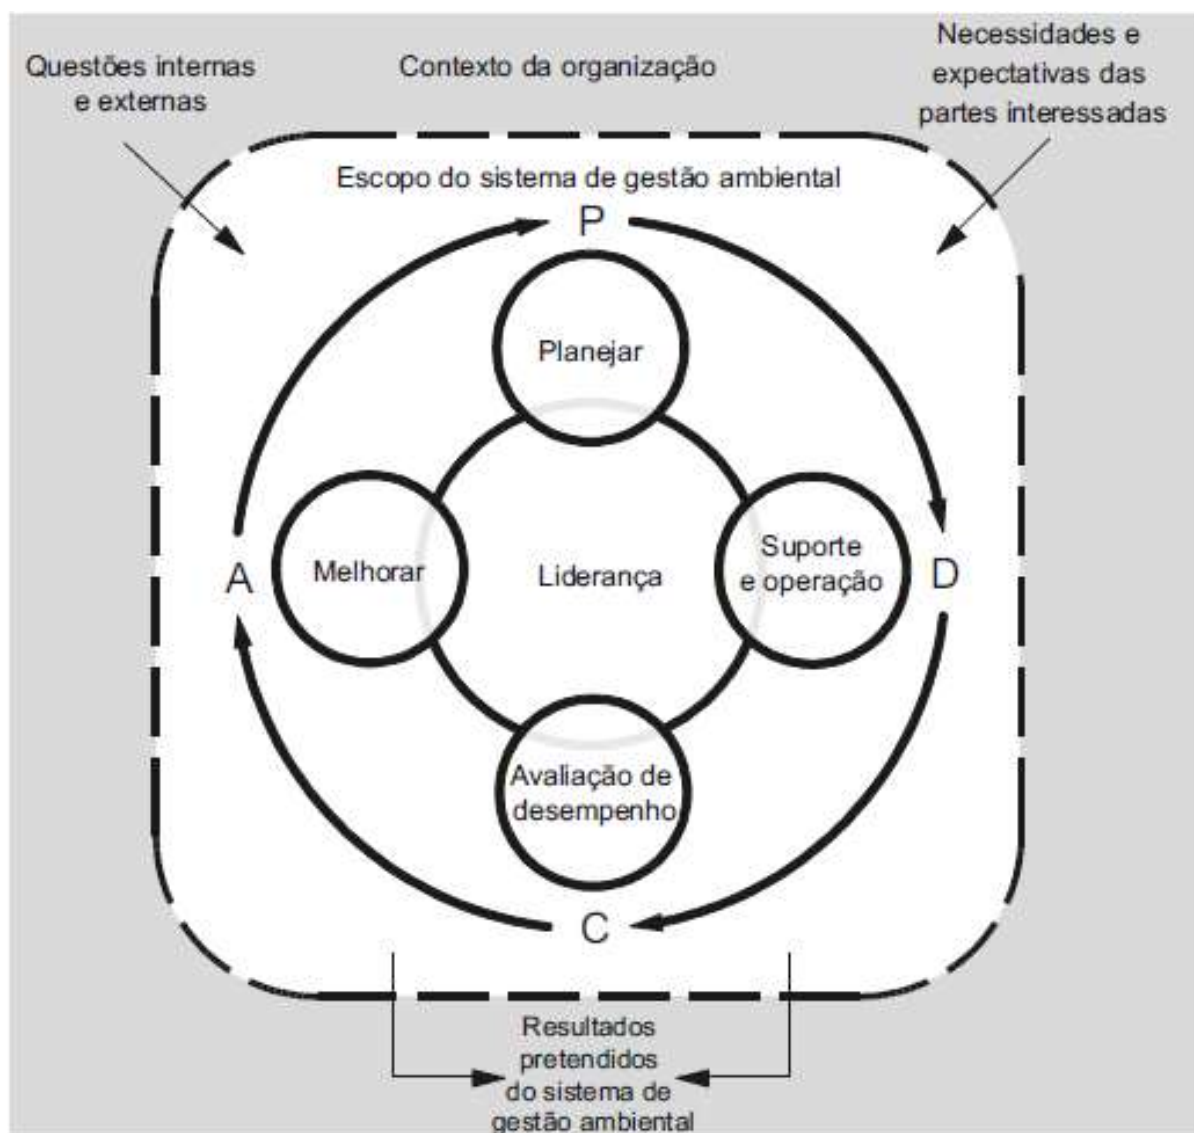 Questões internas
e externas
Contexto da organização
Necessidades e
expectativas das
partes interessadas
Escopo do sistema de gestão ambiental
P
Planejar
A
Melhorar
Liderança
Suporte
e operação
D
Avaliação de
desempenho
C
Resultados
pretendidos
do sistema de
gestão ambiental